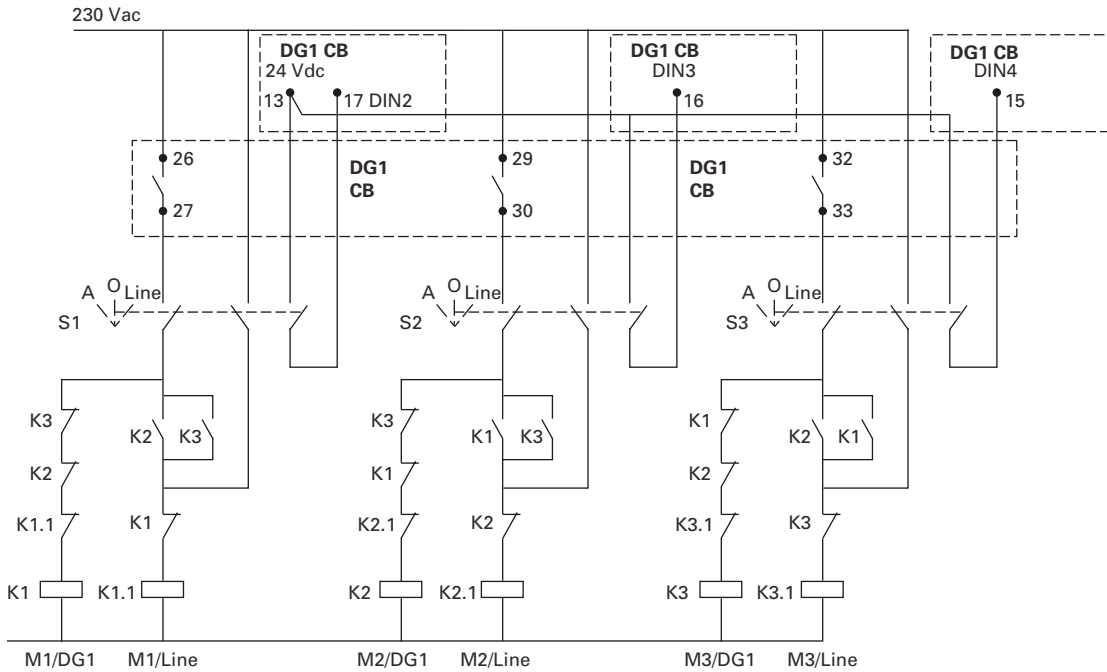 230 Vac
DG1 CB
24 Vdc
13
17 DIN2
DG1 CB
DIN3
16
DG1 CB
DIN4
15
26
27
DG1
CB
29
30
DG1
CB
32
33
A O Line
S1
A O Line
S2
A O Line
S3
K3
K2
K3
K2
K1.1
K1
K3
K1
K3
K1
K2.1
K2
K1
K2
K1
K2
K3.1
K3
K1
K1.1
K2
K2.1
K3
K3.1
M1/DG1
M1/Line
M2/DG1
M2/Line
M3/DG1
M3/Line